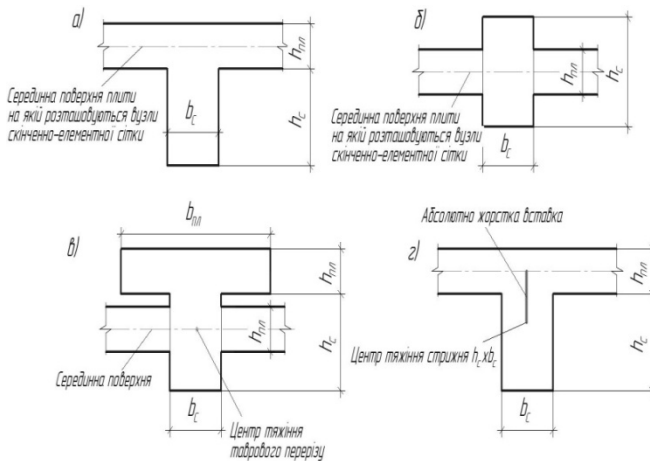 а)
Серединна поверхня плити
на якій розташовуються вузли
скінченно-елементної сітки
bс
hпл
hс
б)
Серединна поверхня плити
на якій розташовуються вузли
скінченно-елементної сітки
bс
hпл
hс
в)
bпл
hпл
hпл
hс
Серединна поверхня
bс
Центр тяжіння
таврового перерізу
г)
Абсолютно жорстка вставка
hпл
hс
Центр тяжіння стрижня hсxbс
bс